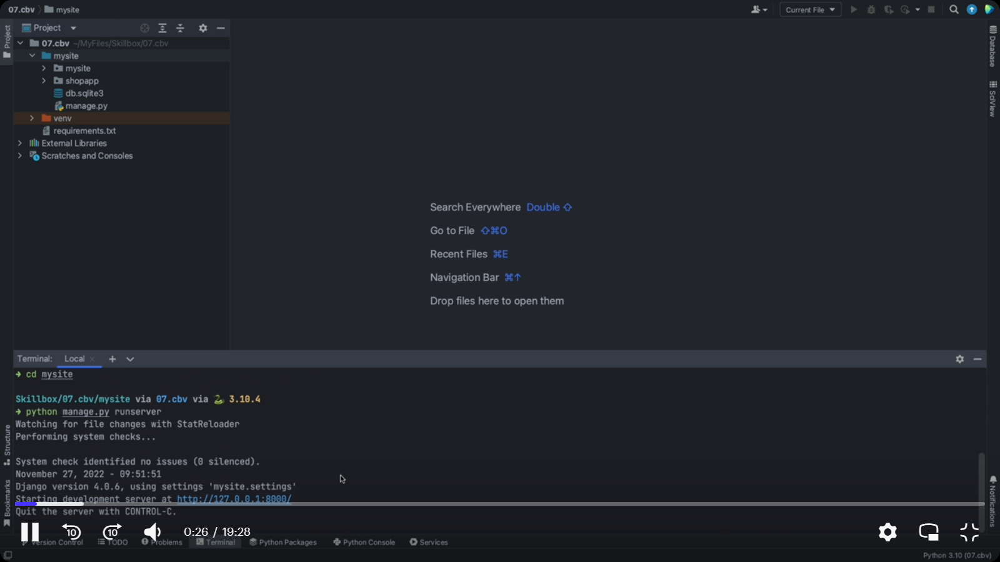 07.cbv mysite
Current File
Project
Project
07.cbv ~/MyFiles/Skillbox/07.cbv
mysite
mysite
shopapp
db.sqlite3
manage.py
venv
requirements.txt
External Libraries
Scratches and Consoles
Database
SciView
Search Everywhere Double ⇧
Go to File ⇧⌘O
Recent Files ⌘E
Navigation Bar ⌘↑
Drop files here to open them
Terminal: Local
→ cd mysite
Skillbox/07.cbv/mysite via 07.cbv via 🐍 3.10.4
→ python manage.py runserver
Watching for file changes with StatReloader
Performing system checks...
System check identified no issues (0 silenced).
November 27, 2022 - 09:51:51
Django version 4.0.6, using settings 'mysite.settings'
Starting development server at http://127.0.0.1:8000/
Quit the server with CONTROL-C.
Structure
Bookmarks
Notifications
10 10 0:26 / 19:28
Version Control TODO Problems Terminal Python Packages Python Console Services
Python 3.10 (07.cbv)